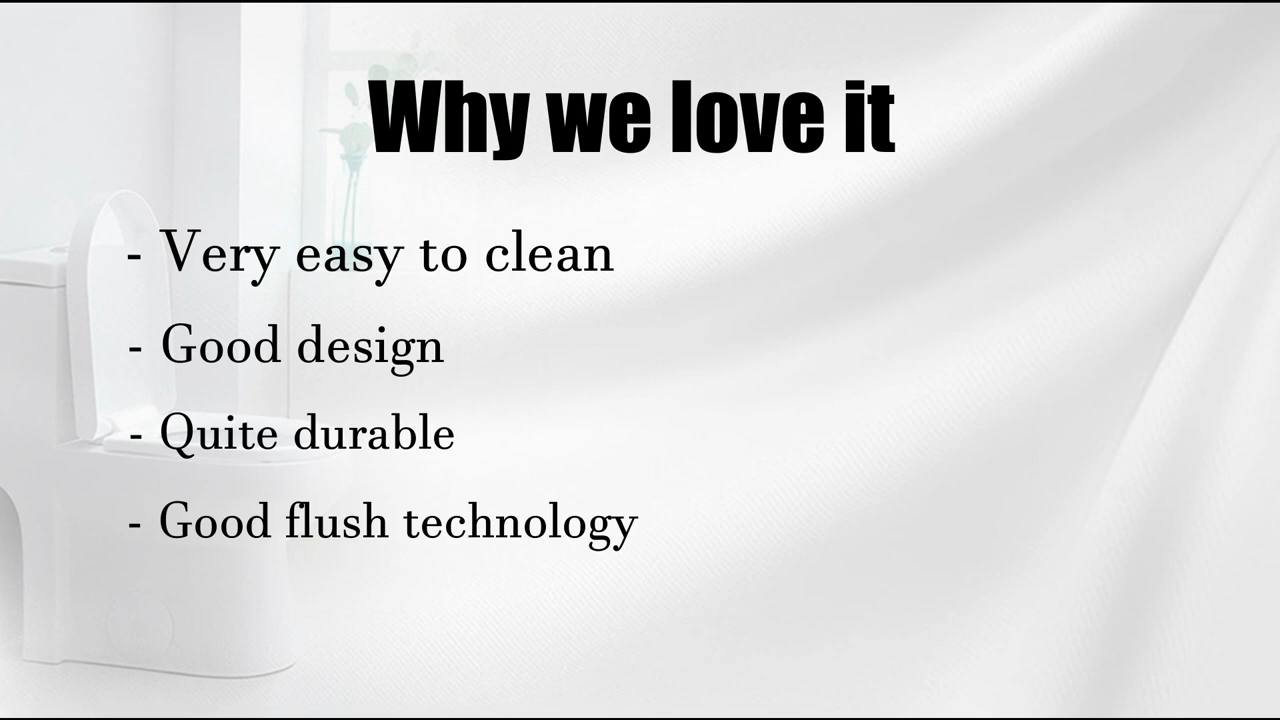 Why we love it
- Very easy to clean
- Good design
- Quite durable
- Good flush technology